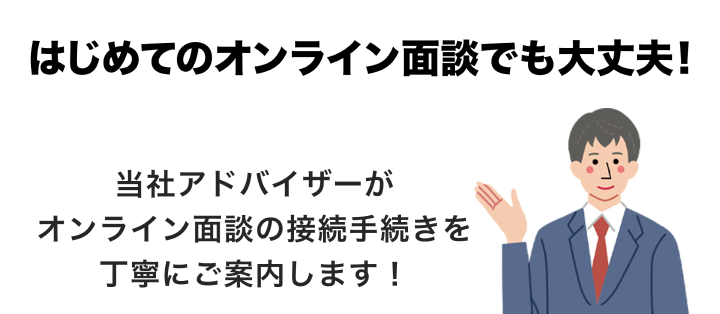 はじめてのオンライン面談でも大丈夫!
当社アドバイザーが
オンライン面談の接続手続きを
丁寧にご案内します！